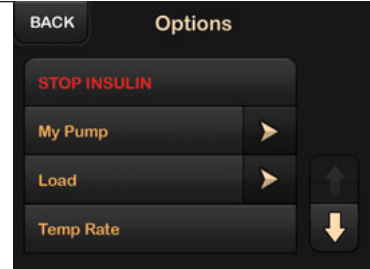 BACK
Options
STOP INSULIN
My Pump
Load
Temp Rate